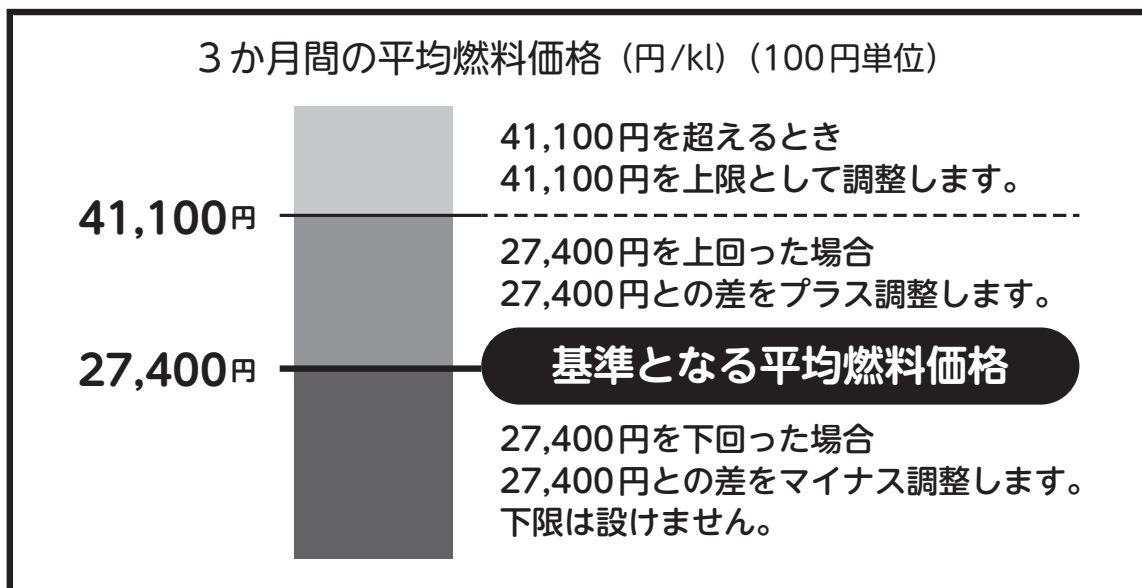 3か月間の平均燃料価格（円/kl）（100円単位）
41,100円を超えるとき
41,100円を上限として調整します。
41,100円
27,400円を上回った場合
27,400円との差をプラス調整します。
27,400円
基準となる平均燃料価格
27,400円を下回った場合
27,400円との差をマイナス調整します。
下限は設けません。